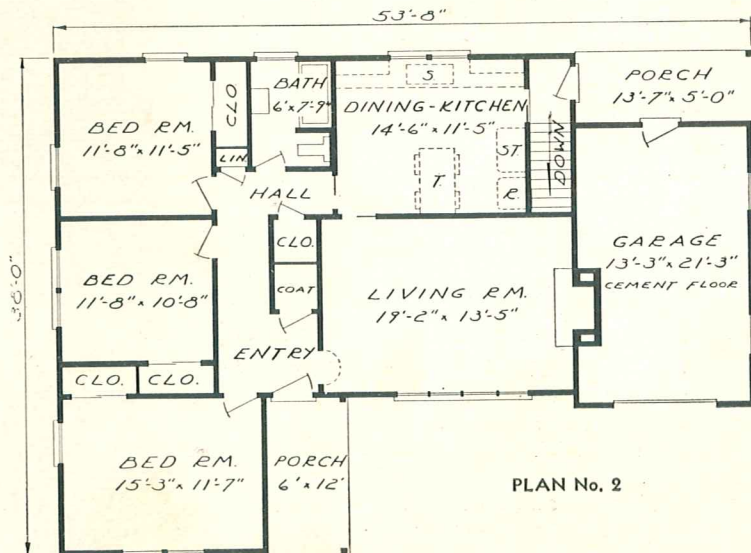 53'-8"
38'-0"
BED RM.
11'-8" x 11'-5"
CLO
LIN.
BATH
6' x 7'-9"
S
DINING-KITCHEN
14'-6" x 11'-5"
T.
ST.
R.
DOWN
PORCH
13'-7" x 5'-0"
HALL
CLO.
COAT
BED RM.
11'-8" x 10'-8"
CLO.
CLO.
ENTRY
LIVING RM.
19'-2" x 13'-5"
GARAGE
13'-3" x 21'-3"
CEMENT FLOOR
BED RM.
15'-3" x 11'-7"
PORCH
6' x 12'
PLAN No. 2